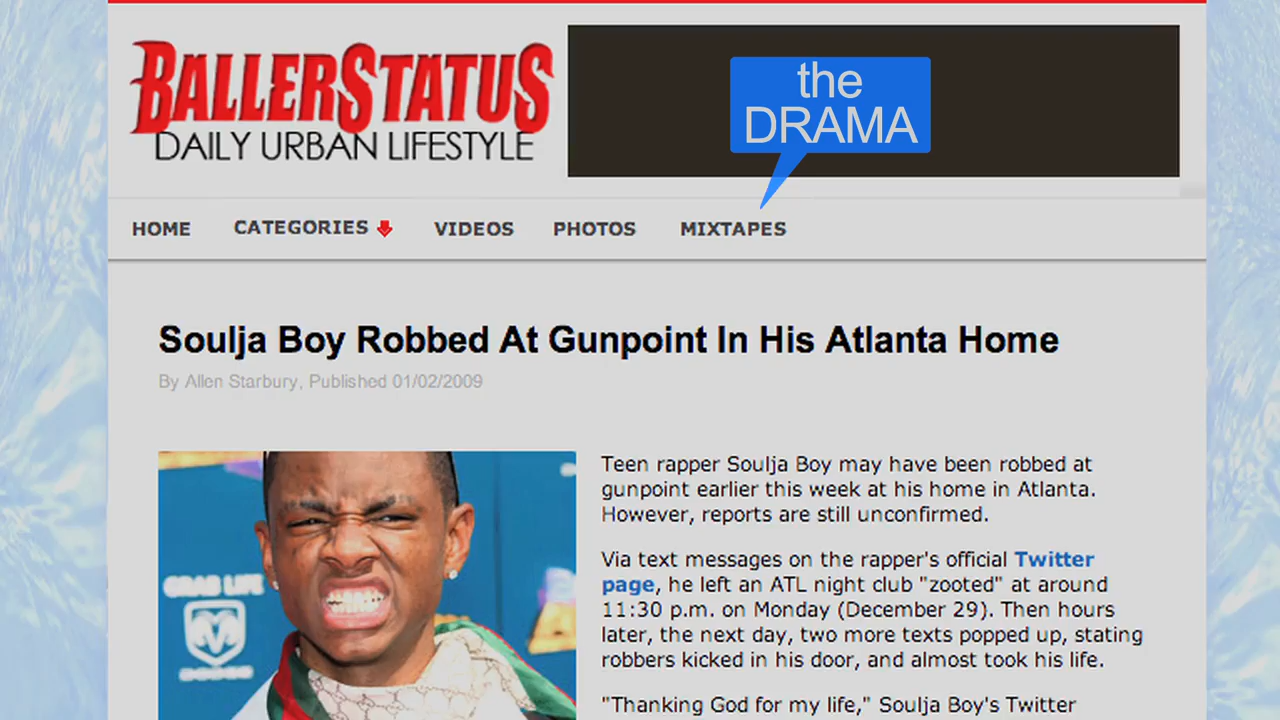 BALLERSTATUS
DAILY URBAN LIFESTYLE
the
DRAMA
HOME CATEGORIES VIDEOS PHOTOS MIXTAPES
Soulja Boy Robbed At Gunpoint In His Atlanta Home
By Allen Starbury, Published 01/02/2009
GRAB LIFE
DODGE
Teen rapper Soulja Boy may have been robbed at
gunpoint earlier this week at his home in Atlanta.
However, reports are still unconfirmed.
Via text messages on the rapper's official Twitter
page, he left an ATL night club "zooted" at around
11:30 p.m. on Monday (December 29). Then hours
later, the next day, two more texts popped up, stating
robbers kicked in his door, and almost took his life.
"Thanking God for my life," Soulja Boy's Twitter